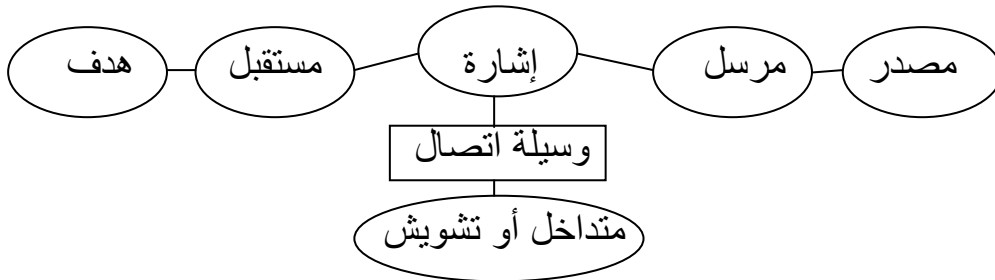 مصدر
مرسل
إشارة
مستقبل
هدف
وسيلة اتصال
متداخل أو تشويش